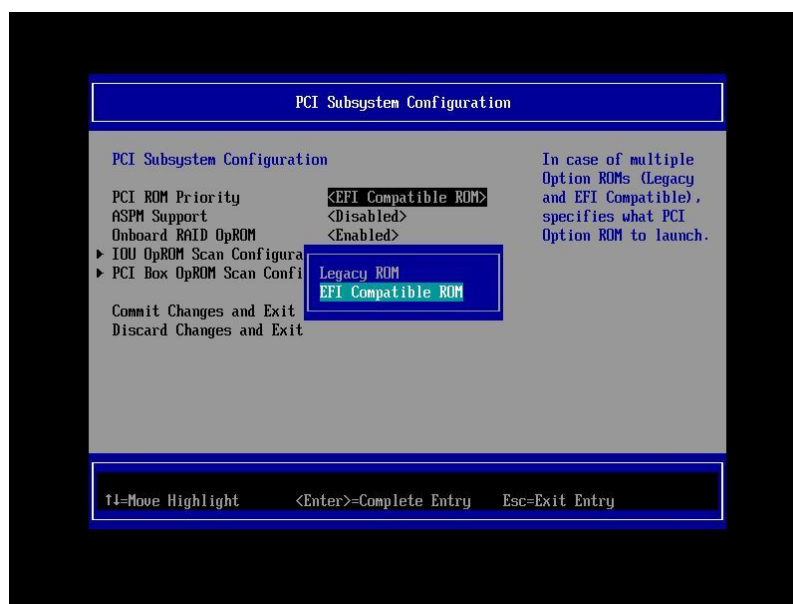 PCI Subsystem Configuration
PCI Subsystem Configuration
PCI ROM Priority <EFI Compatible ROM>
ASPM Support <Disabled>
Onboard RAID OpROM <Enabled>
▶ IOU OpROM Scan Configura
▶ PCI Box OpROM Scan Confi
Legacy ROM
EFI Compatible ROM
Commit Changes and Exit
Discard Changes and Exit
In case of multiple
Option ROMs (Legacy
and EFI Compatible),
specifies what PCI
Option ROM to launch.
↑↓=Move Highlight <Enter>=Complete Entry Esc=Exit Entry